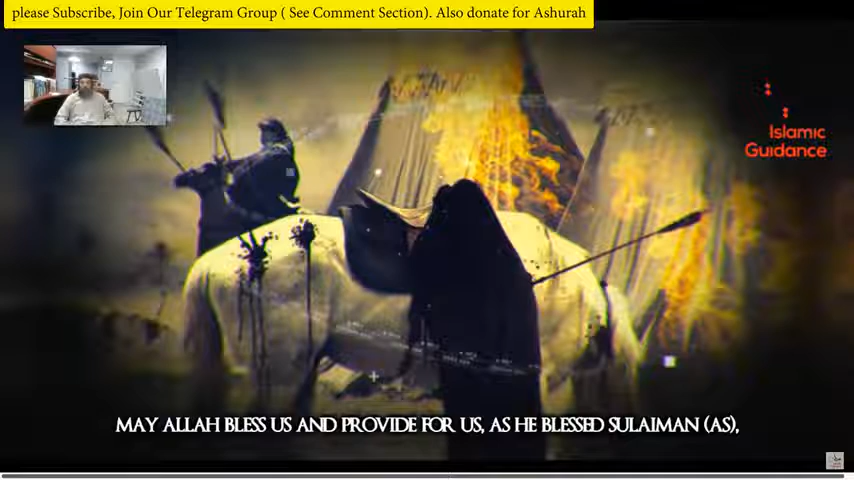 please Subscribe, Join Our Telegram Group ( See Comment Section). Also donate for Ashurah
Islamic
Guidance
MAY ALLAH BLESS US AND PROVIDE FOR US, AS HE BLESSED SULAIMAN (AS),